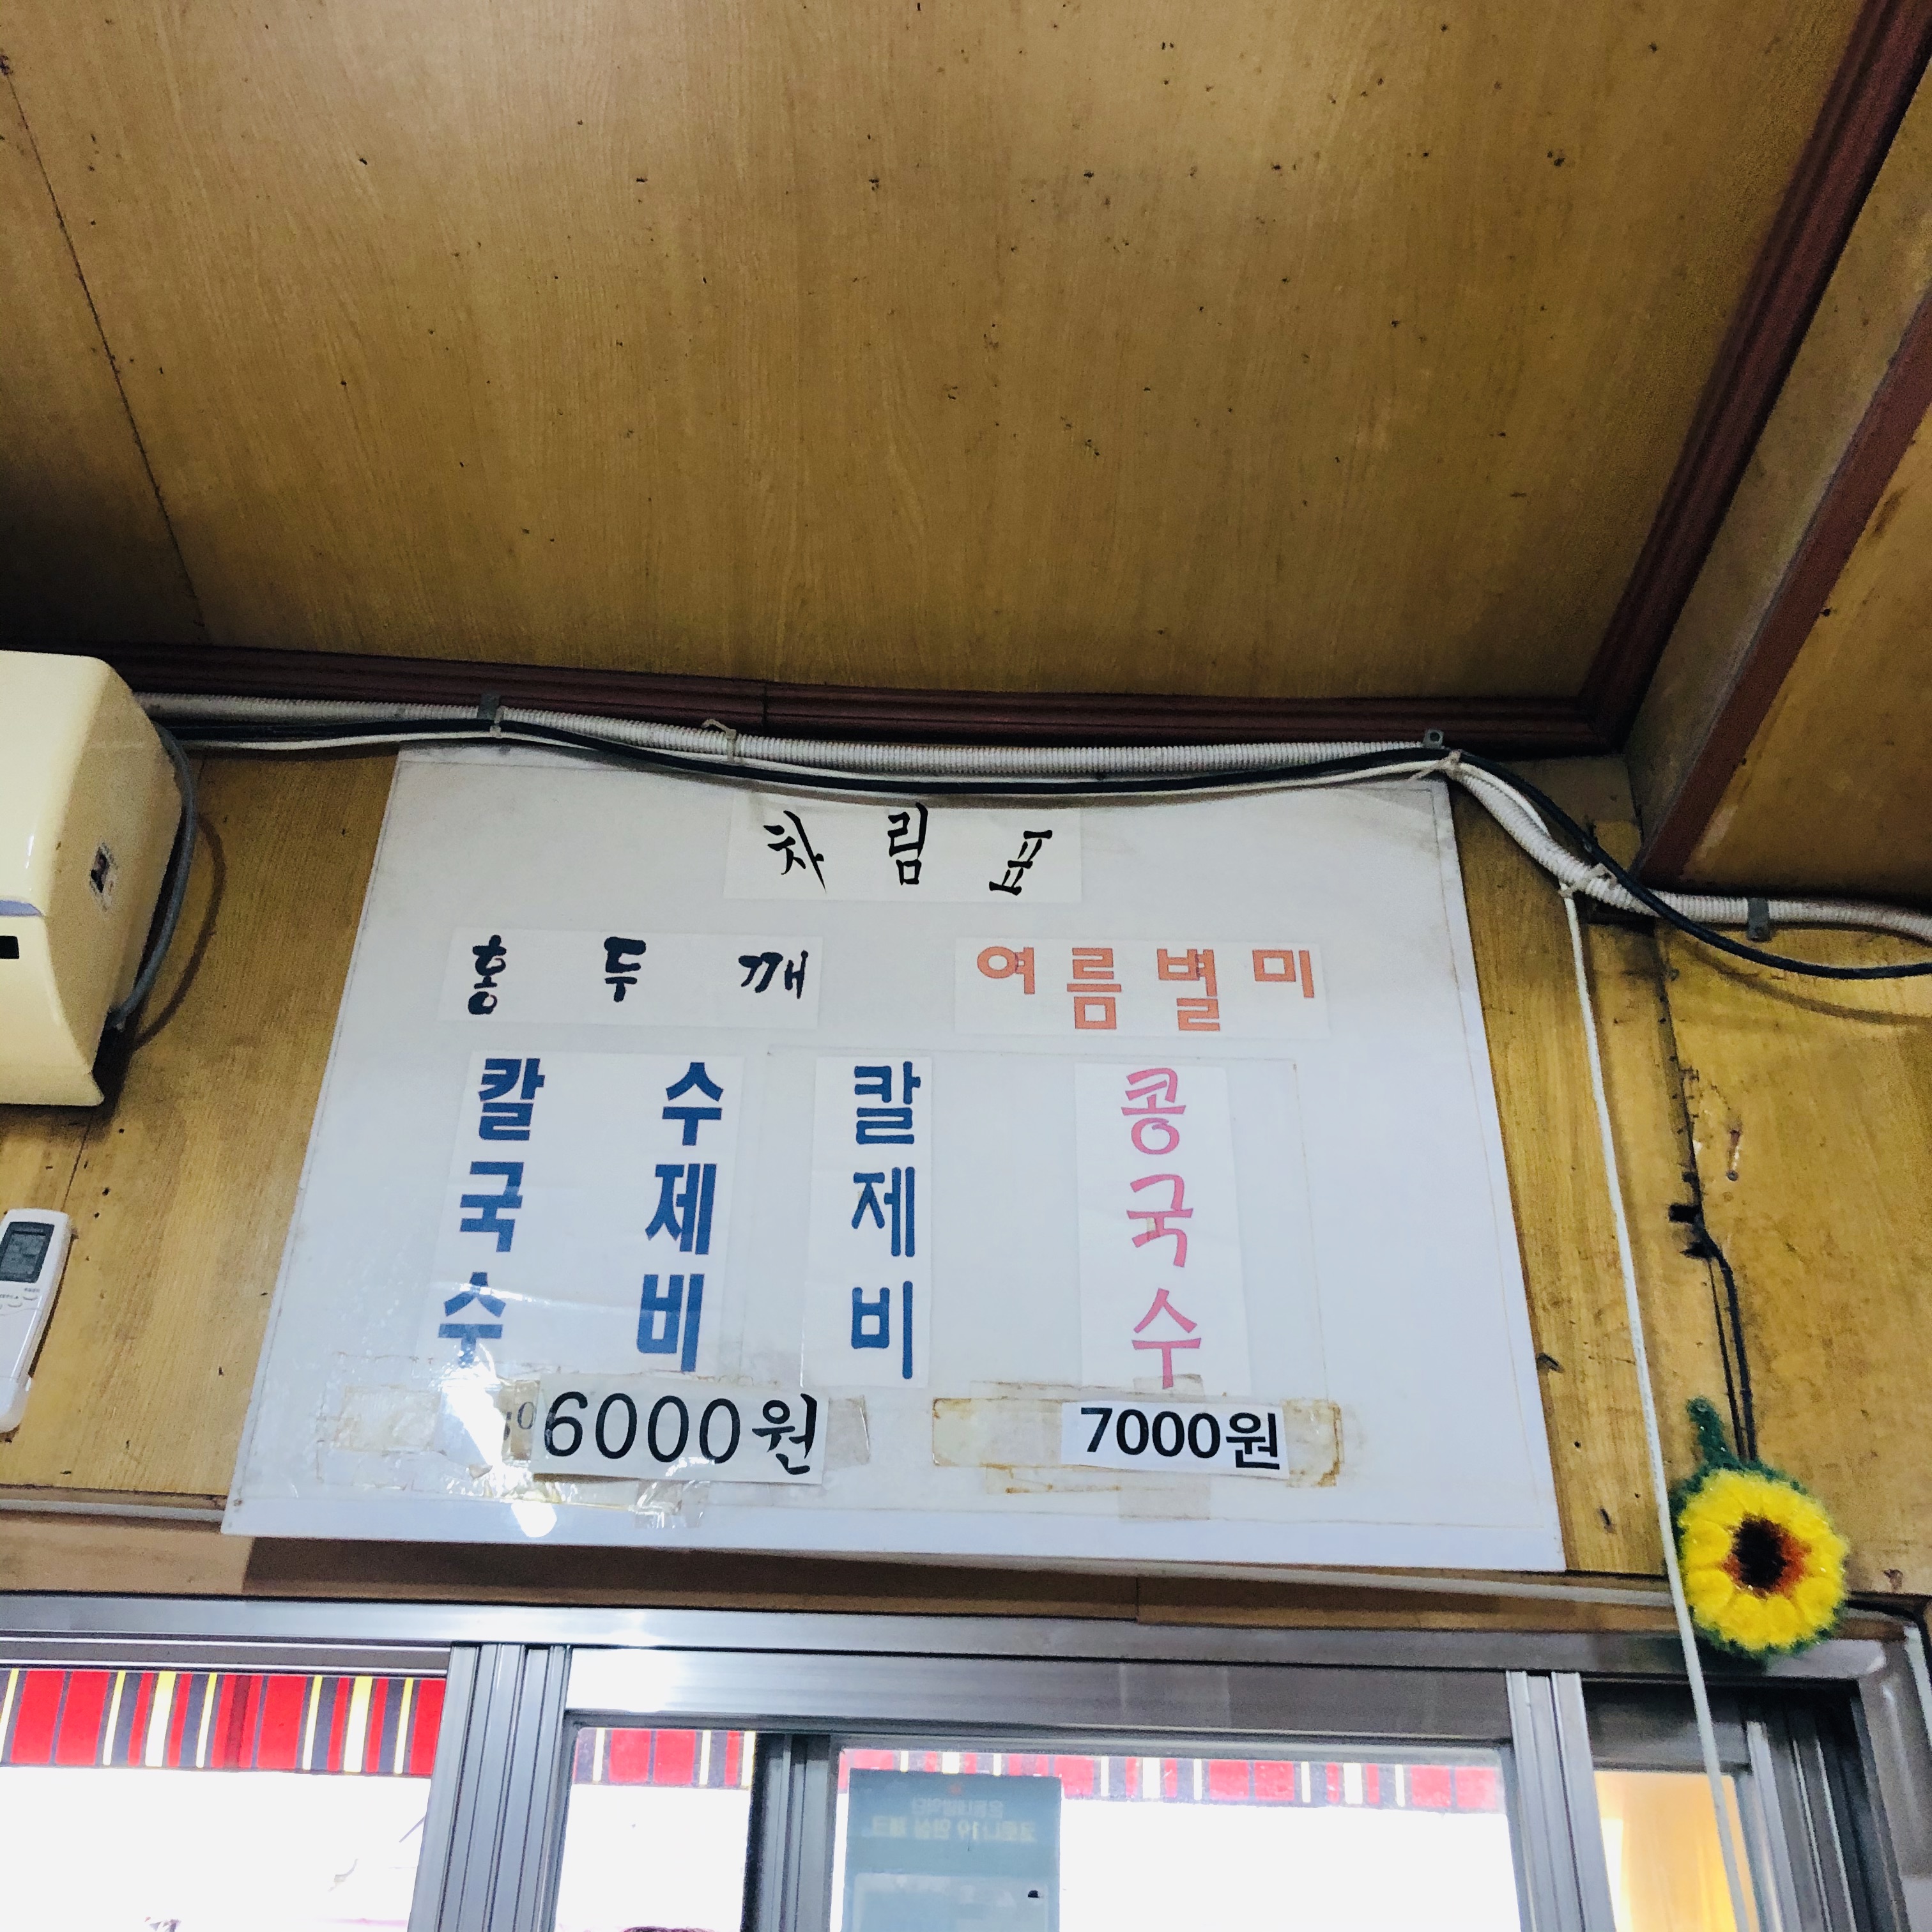 차림표
홍두깨
여름별미
칼국수
수제비
칼제비
콩국수
6000원
7000원